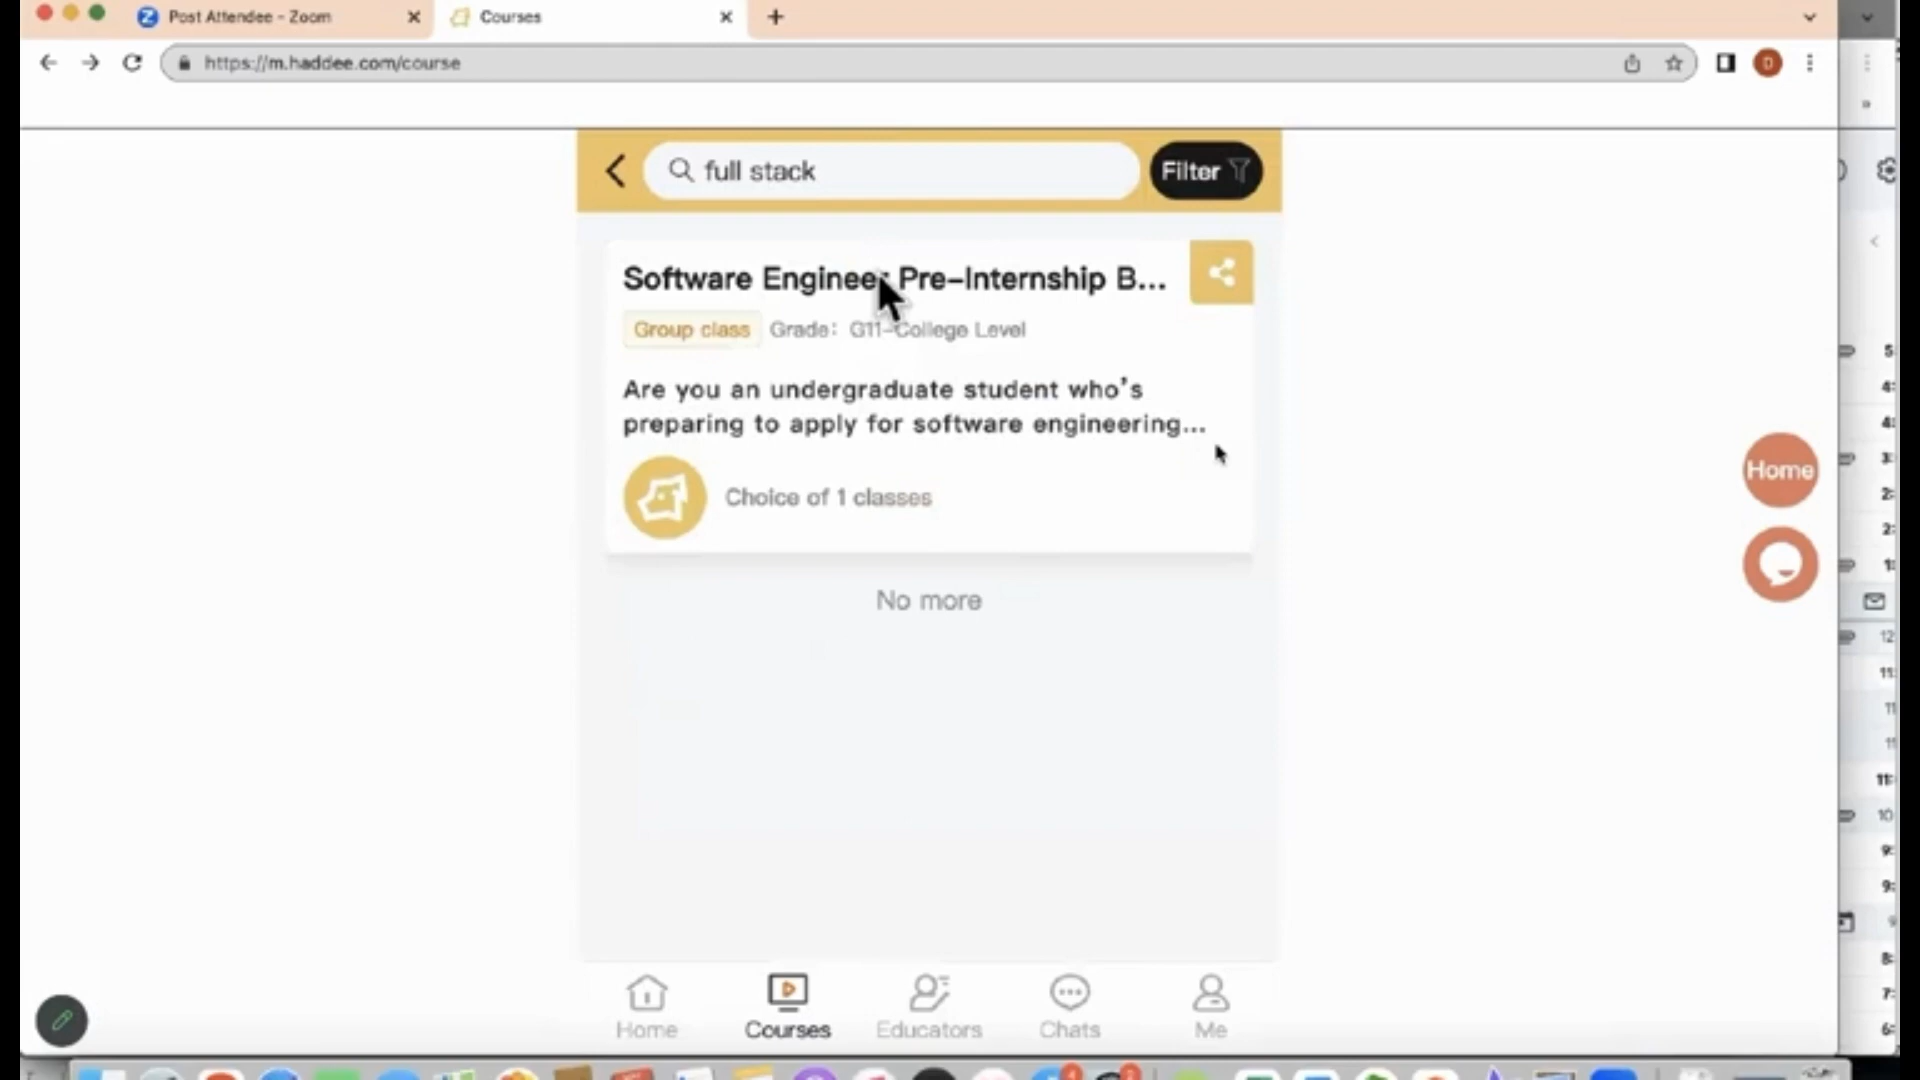 Post Attendee - Zoom
Courses
https://m.haddee.com/course
D
full stack
Filter
Software Engineer Pre-Internship B...
Group class Grade: G11-College Level
Are you an undergraduate student who's
preparing to apply for software engineering...
Choice of 1 classes
No more
Home
Home
Courses
Educators
Chats
Me